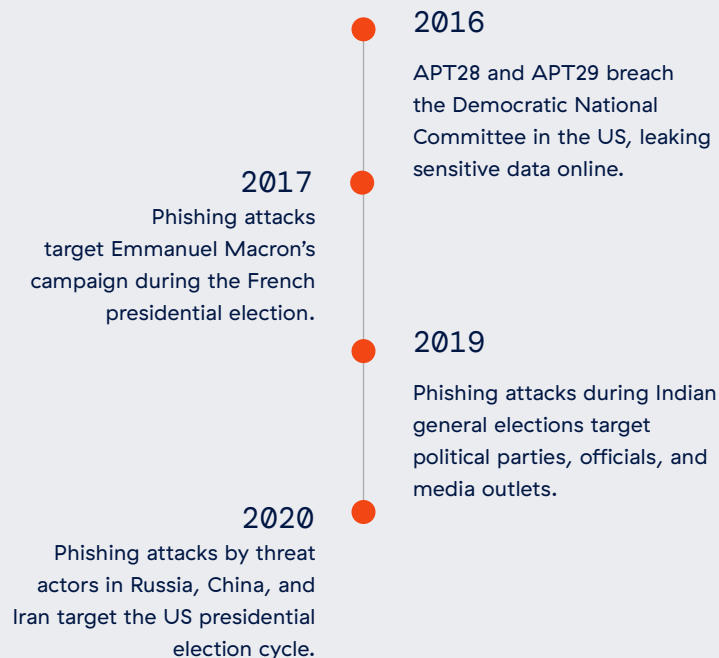 2016
APT28 and APT29 breach
the Democratic National
Committee in the US, leaking
sensitive data online.
2017
Phishing attacks
target Emmanuel Macron’s
campaign during the French
presidential election.
2019
Phishing attacks during Indian
general elections target
political parties, officials, and
media outlets.
2020
Phishing attacks by threat
actors in Russia, China, and
Iran target the US presidential
election cycle.